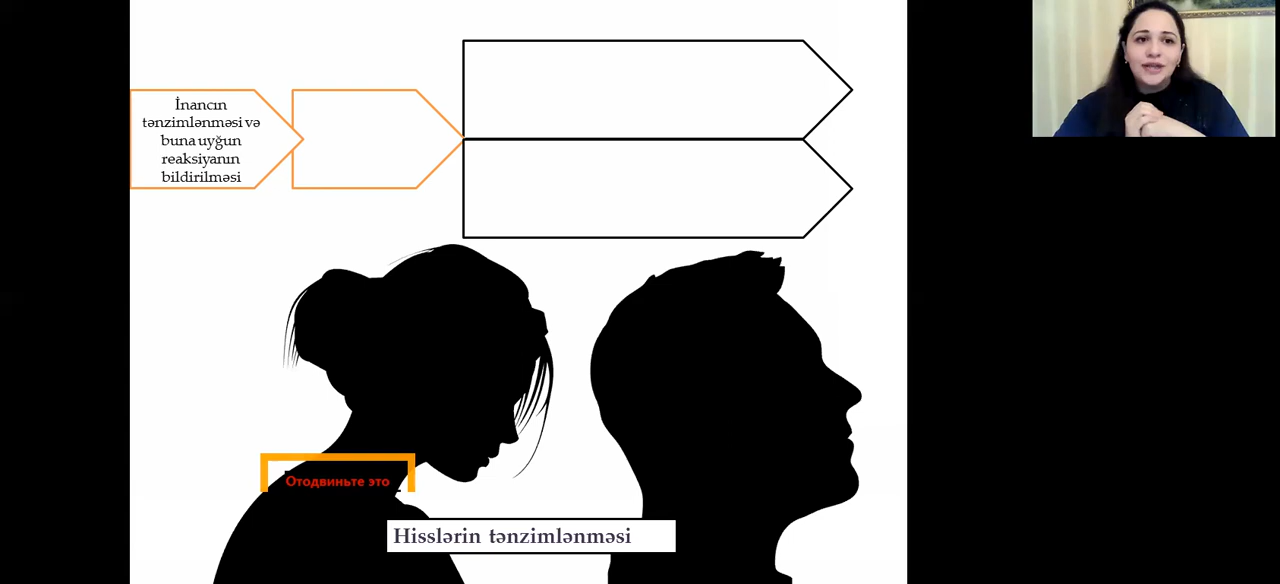 İnancın
tənzimlənməsi və
buna uyğun
reaksiyanın
bildirilməsi
Отодвиньте это
Hisslərin tənzimlənməsi